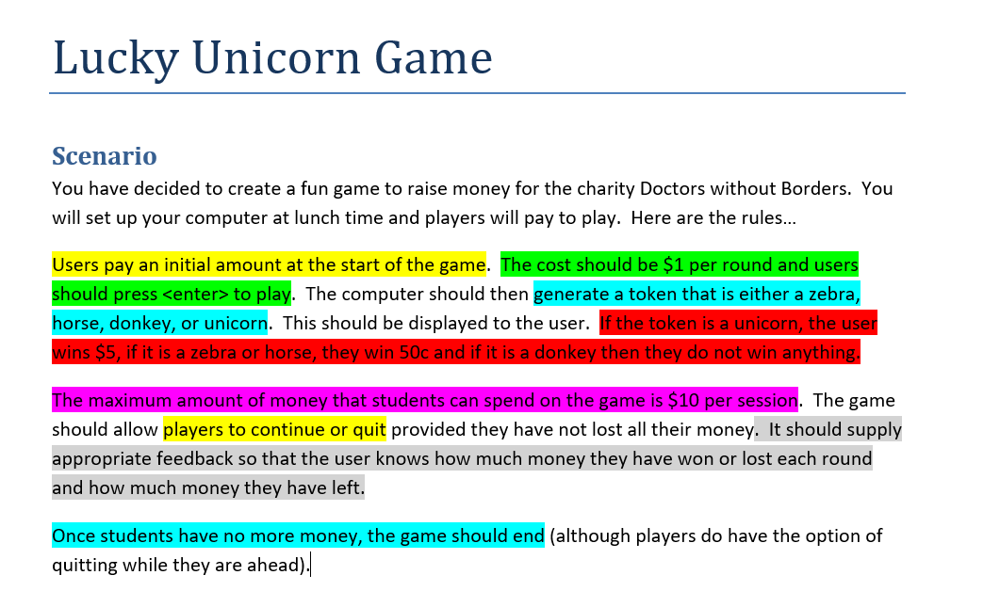 Lucky Unicorn Game
Scenario
You have decided to create a fun game to raise money for the charity Doctors without Borders.  You
will set up your computer at lunch time and players will pay to play.  Here are the rules...
Users pay an initial amount at the start of the game.  The cost should be $1 per round and users
should press <enter> to play.  The computer should then generate a token that is either a zebra,
horse, donkey, or unicorn.  This should be displayed to the user.  If the token is a unicorn, the user
wins $5, if it is a zebra or horse, they win 50c and if it is a donkey then they do not win anything.
The maximum amount of money that students can spend on the game is $10 per session.  The game
should allow players to continue or quit provided they have not lost all their money.  It should supply
appropriate feedback so that the user knows how much money they have won or lost each round
and how much money they have left.
Once students have no more money, the game should end (although players do have the option of
quitting while they are ahead).